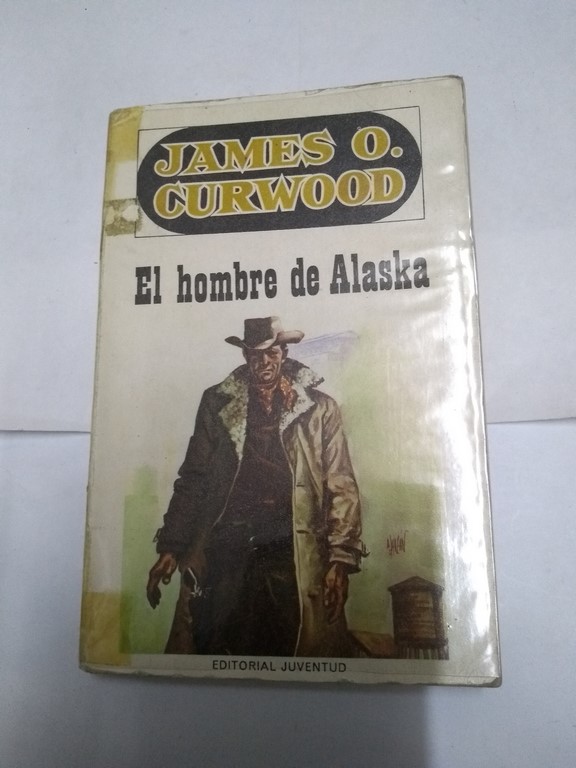 JAMES O.
CURWOOD
El hombre de Alaska
EDITORIAL JUVENTUD